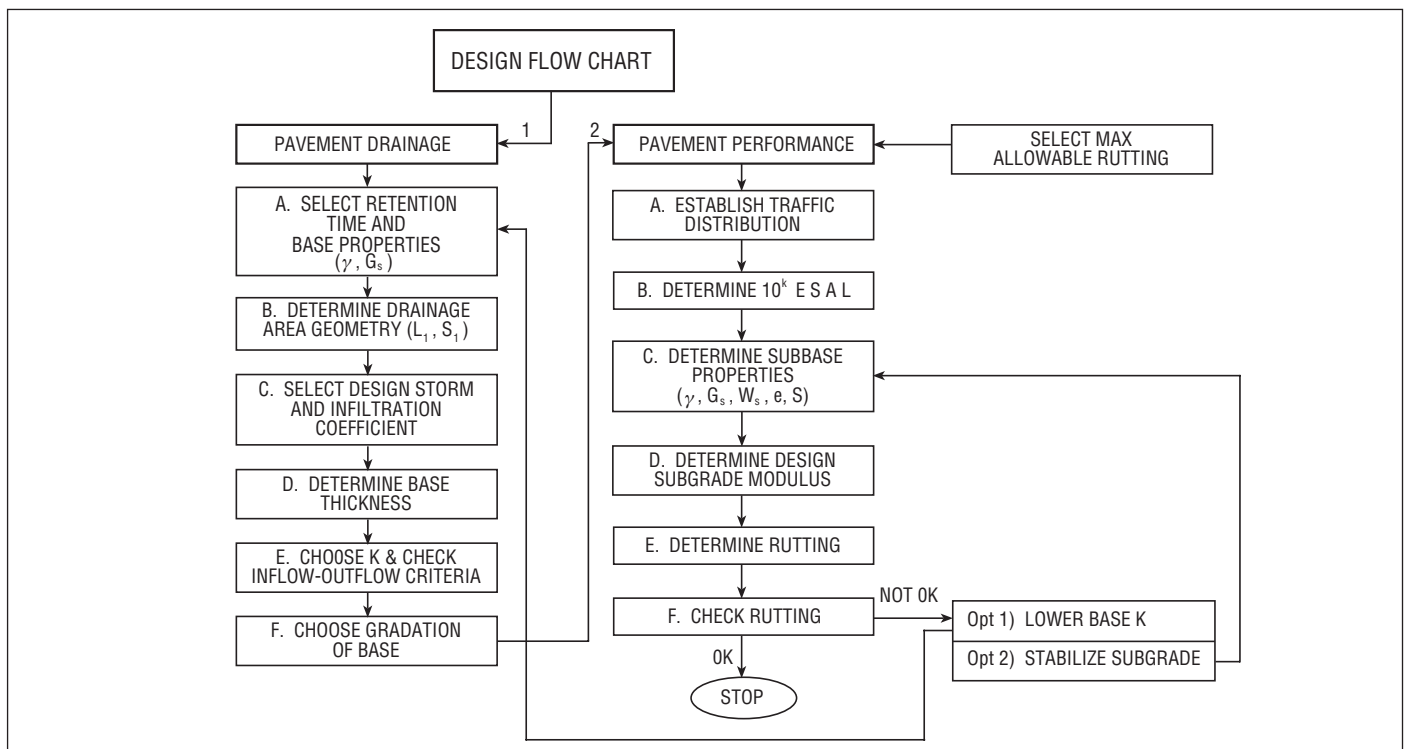 DESIGN FLOW CHART
1
PAVEMENT DRAINAGE
A. SELECT RETENTION
TIME AND
BASE PROPERTIES
(γ, Gₛ)
B. DETERMINE DRAINAGE
AREA GEOMETRY (L₁, S₁)
C. SELECT DESIGN STORM
AND INFILTRATION
COEFFICIENT
D. DETERMINE BASE
THICKNESS
E. CHOOSE K & CHECK
INFLOW-OUTFLOW CRITERIA
F. CHOOSE GRADATION
OF BASE
2
PAVEMENT PERFORMANCE
SELECT MAX
ALLOWABLE RUTTING
A. ESTABLISH TRAFFIC
DISTRIBUTION
B. DETERMINE 10ᵏ E S A L
C. DETERMINE SUBBASE
PROPERTIES
(γ, Gₛ, Wₛ, e, S)
D. DETERMINE DESIGN
SUBGRADE MODULUS
E. DETERMINE RUTTING
F. CHECK RUTTING
NOT OK
OK
STOP
Opt 1) LOWER BASE K
Opt 2) STABILIZE SUBGRADE